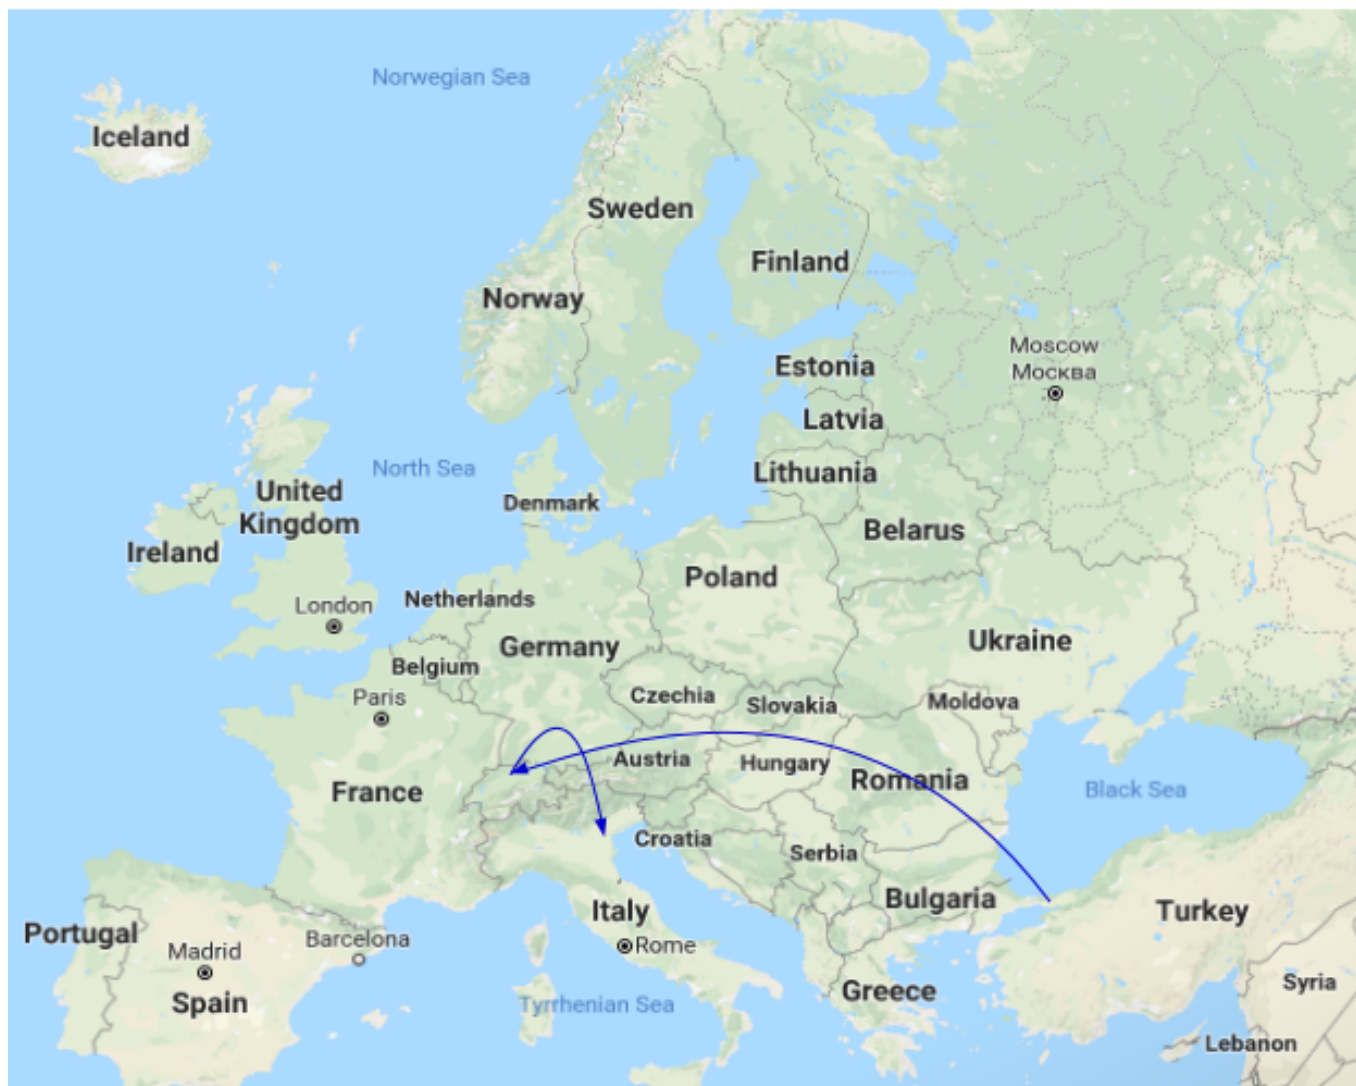 Norwegian Sea
Iceland
Sweden
Finland
Norway
Moscow
Москва
Estonia
Latvia
North Sea
Lithuania
United
Kingdom
Denmark
Belarus
Ireland
Poland
Netherlands
London
Ukraine
Germany
Belgium
Czechia
Paris
Slovakia
Moldova
Austria
Hungary
Romania
France
Black Sea
Croatia
Serbia
Bulgaria
Italy
Turkey
Portugal
Barcelona
Rome
Madrid
Syria
Greece
Spain
Tyrrhenian Sea
Lebanon